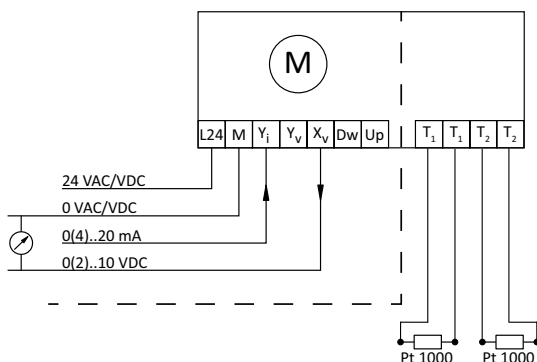 M
L24 M Yi Yv Xv Dw Up T1 T1 T2 T2
24 VAC/VDC
0 VAC/VDC
0(4)..20 mA
0(2)..10 VDC
Pt 1000 Pt 1000